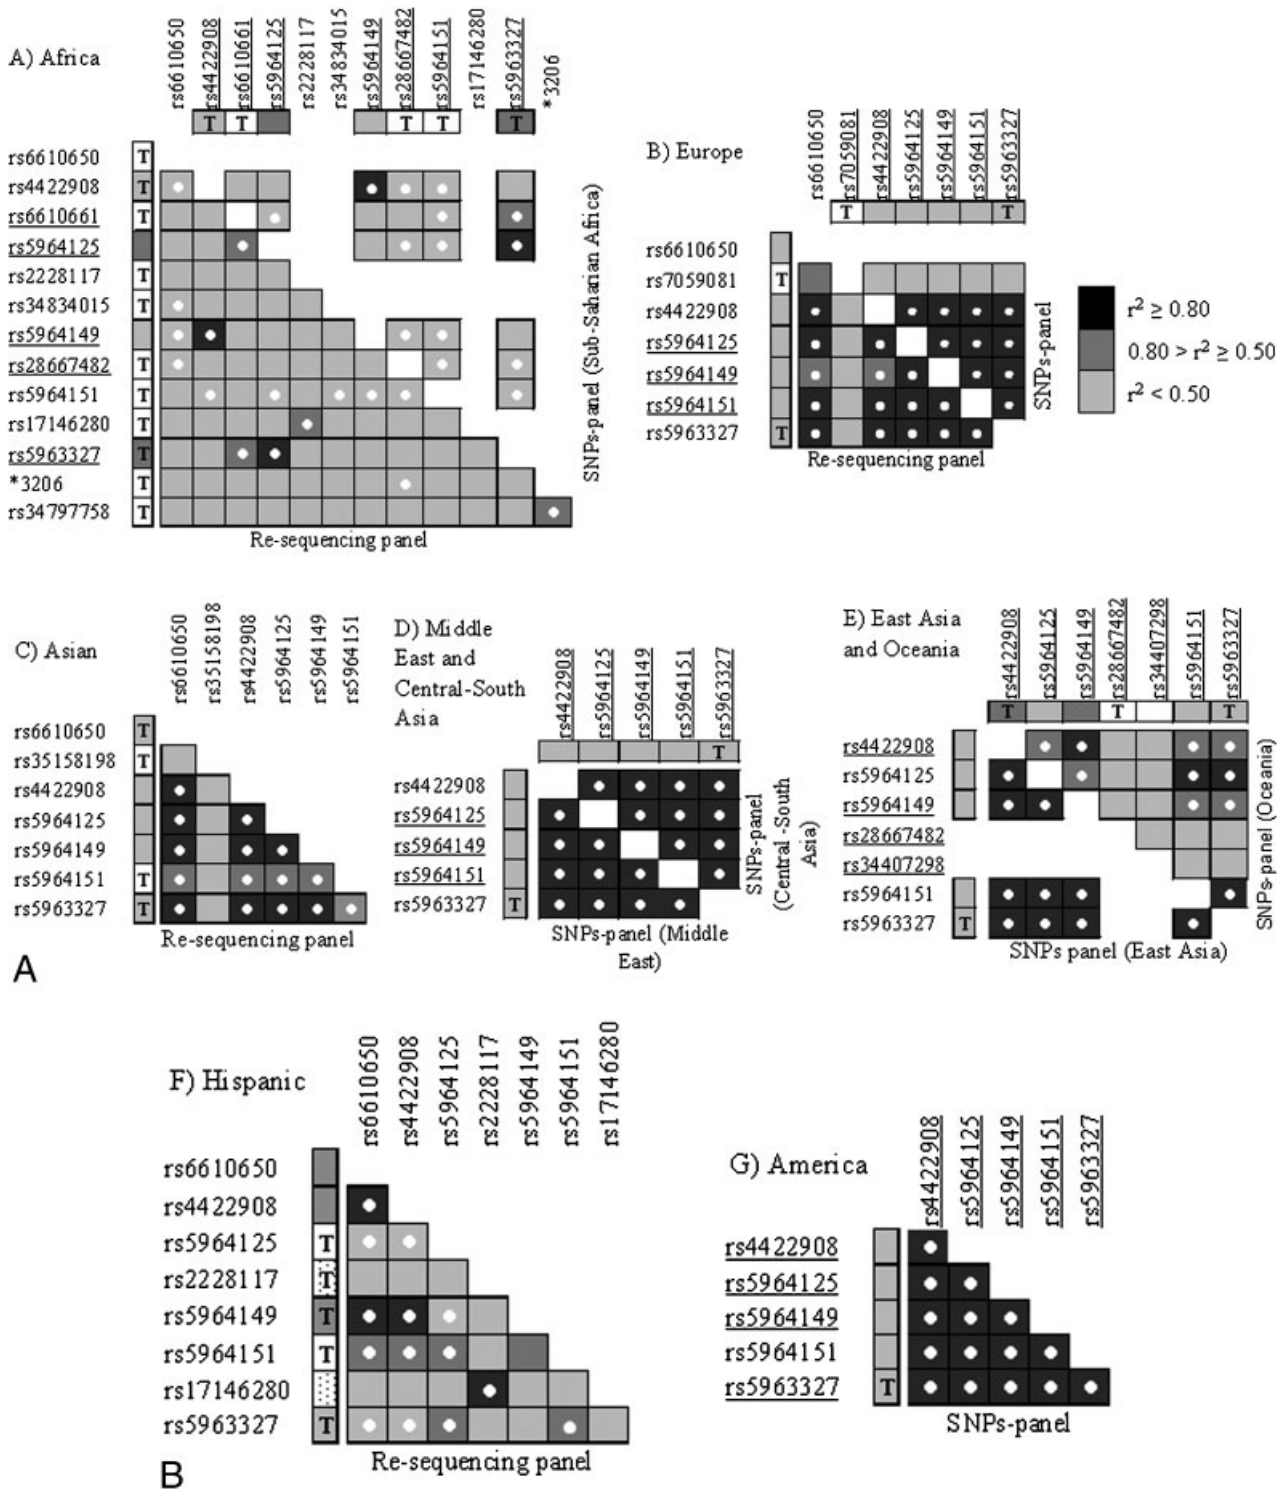 A) Africa
rs6610650
rs4422908
rs6610661
rs5964125
rs2228117
rs34834015
rs5964149
rs28667482
rs5964151
rs17146280
rs5963327
*3206
T T T T T
rs6610650 T
rs4422908 T
rs6610661 T
rs5964125
rs2228117 T
rs34834015 T
rs5964149
rs28667482 T
rs5964151 T
rs17146280 T
rs5963327 T
*3206 T
rs34797758 T
Re-sequencing panel
SNPs-panel (Sub-Saharian Africa)
B) Europe
rs6610650
rs7059081
rs4422908
rs5964125
rs5964149
rs5964151
rs5963327
T T
rs6610650
rs7059081 T
rs4422908
rs5964125
rs5964149
rs5964151
rs5963327 T
Re-sequencing panel
SNPs-panel
r² ≥ 0.80
0.80 > r² ≥ 0.50
r² < 0.50
C) Asian
rs6610650
rs35158198
rs4422908
rs5964125
rs5964149
rs5964151
rs6610650 T
rs35158198 T
rs4422908
rs5964125
rs5964149
rs5964151 T
rs5963327 T
Re-sequencing panel
D) Middle
East and
Central-South
Asia
rs4422908
rs5964125
rs5964149
rs5964151
rs5963327
T
rs4422908
rs5964125
rs5964149
rs5964151
rs5963327 T
SNPs-panel (Middle
East)
SNPs-panel
(Central -South
Asia)
E) East Asia
and Oceania
rs4422908
rs5964125
rs5964149
rs28667482
rs34407298
rs5964151
rs5963327
T T T
rs4422908
rs5964125
rs5964149
rs28667482
rs34407298
rs5964151
rs5963327 T
SNPs panel (East Asia)
SNPs-panel (Oceania)
A
F) Hispanic
rs6610650
rs4422908
rs5964125
rs2228117
rs5964149
rs5964151
rs17146280
rs6610650
rs4422908
rs5964125 T
rs2228117 T
rs5964149 T
rs5964151 T
rs17146280
rs5963327 T
Re-sequencing panel
G) America
rs4422908
rs5964125
rs5964149
rs5964151
rs5963327
rs4422908
rs5964125
rs5964149
rs5964151
rs5963327 T
SNPs-panel
B